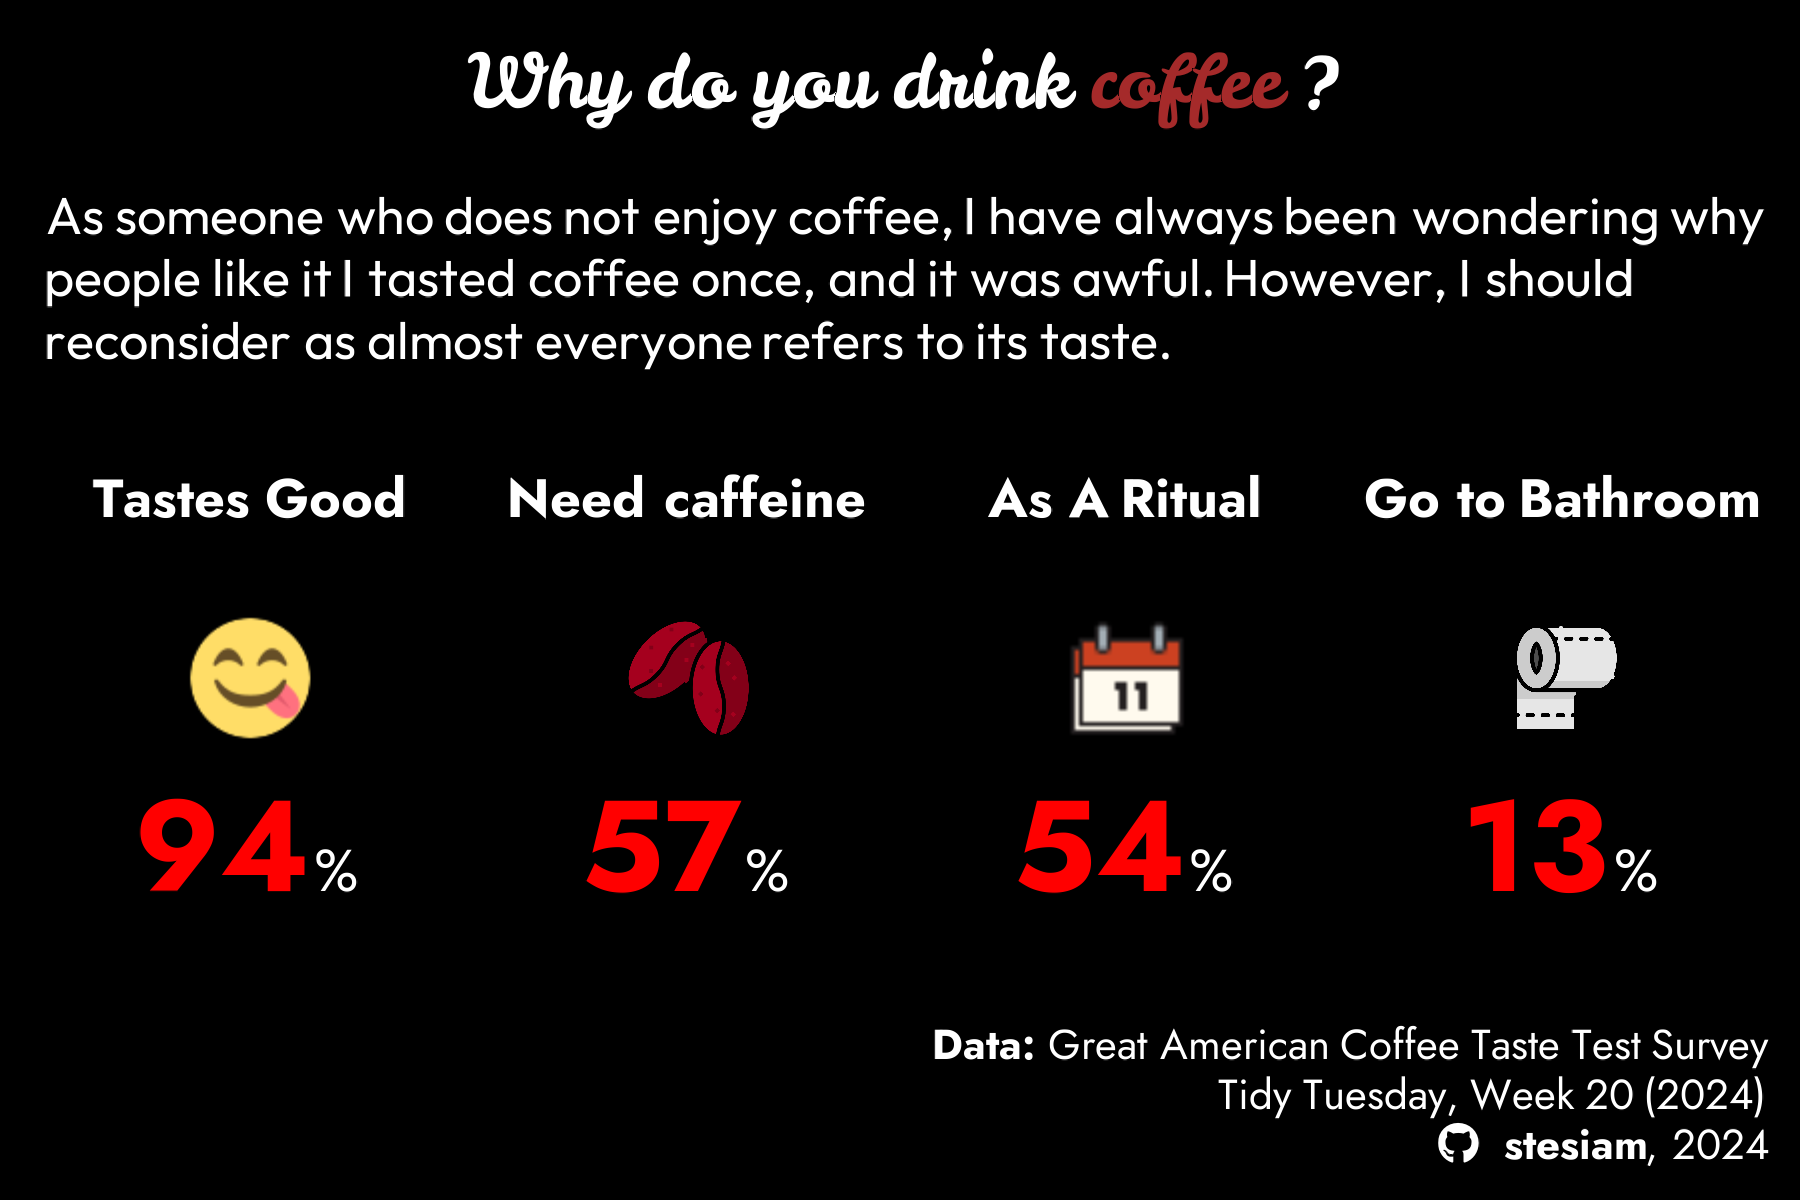 Why do you drink coffee ?
As someone who does not enjoy coffee, I have always been wondering why
people like it I tasted coffee once, and it was awful. However, I should
reconsider as almost everyone refers to its taste.
Tastes Good Need caffeine As A Ritual Go to Bathroom
11
94% 57% 54% 13%
Data: Great American Coffee Taste Test Survey
Tidy Tuesday, Week 20 (2024)
stesiam, 2024